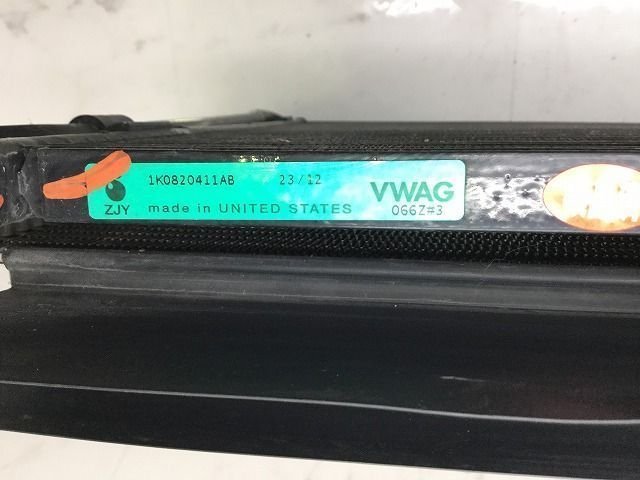 1K0820411AB 23/12 VWAG
ZJY made in UNITED STATES 066Z#3